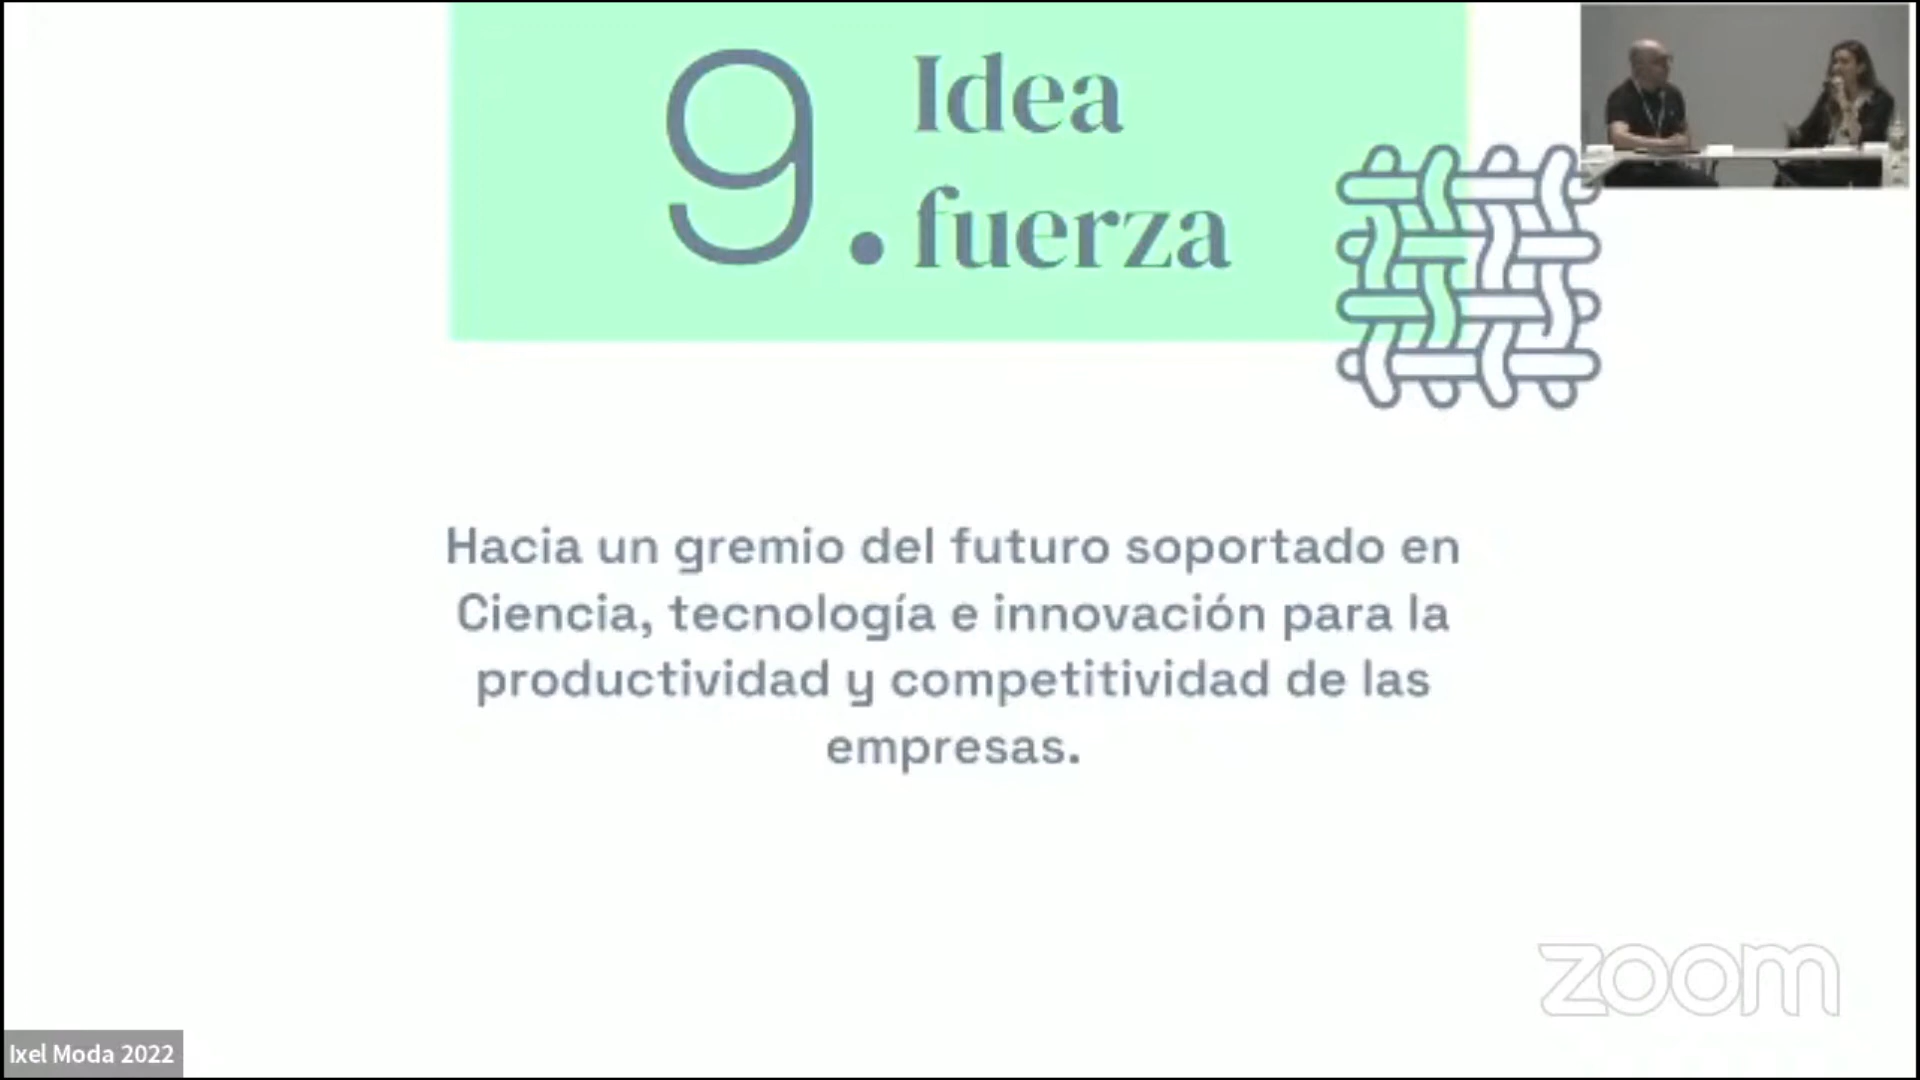 9. Idea
fuerza
Hacia un gremio del futuro soportado en
Ciencia, tecnología e innovación para la
productividad y competitividad de las
empresas.
zoom
Ixel Moda 2022